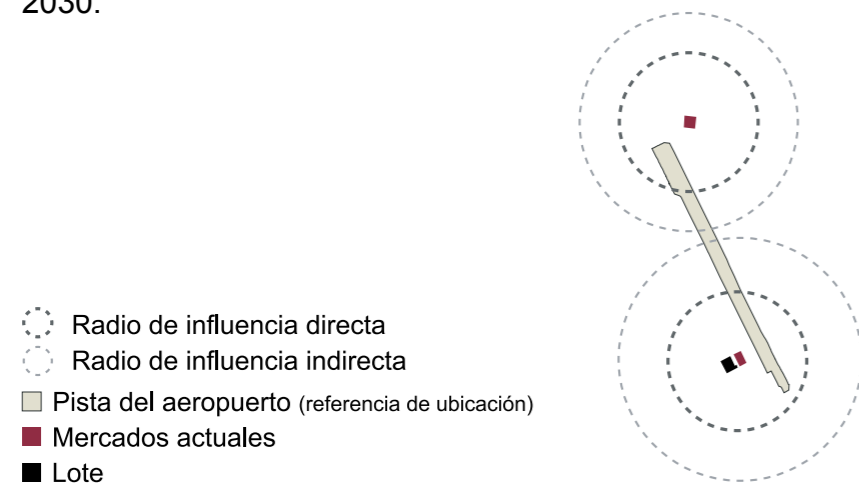 2030.
Radio de influencia directa
Radio de influencia indirecta
Pista del aeropuerto (referencia de ubicación)
Mercados actuales
Lote